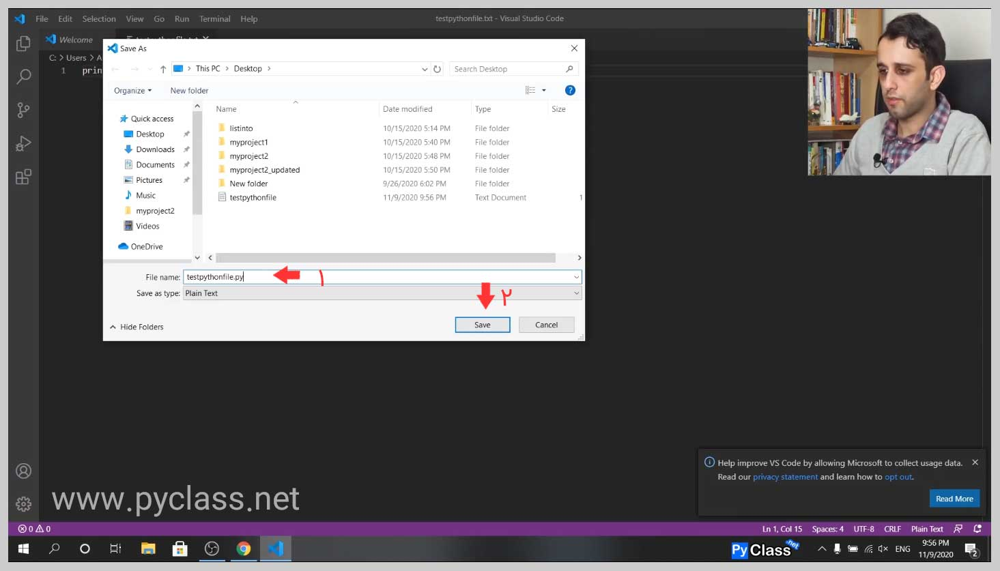 File Edit Selection View Go Run Terminal Help
testpythonfile.txt - Visual Studio Code
Welcome
C: > Users > A
1 prin
Save As
This PC > Desktop >
Search Desktop
Organize
New folder
Name Date modified Type Size
Quick access
Desktop
Downloads
Documents
Pictures
Music
myproject2
Videos
OneDrive
listinto 10/15/2020 5:14 PM File folder
myproject1 10/15/2020 5:40 PM File folder
myproject2 10/15/2020 5:48 PM File folder
myproject2_updated 10/15/2020 5:50 PM File folder
New folder 9/26/2020 6:02 PM File folder
testpythonfile 11/9/2020 9:56 PM Text Document 1
File name: testpythonfile.py
۱
Save as type: Plain Text
۲
Hide Folders
Save Cancel
Help improve VS Code by allowing Microsoft to collect usage data.
Read our privacy statement and learn how to opt out.
Read More
www.pyclass.net
0 0
Ln 1, Col 15 Spaces: 4 UTF-8 CRLF Plain Text
PyClass.net
ENG
9:56 PM
11/9/2020
2